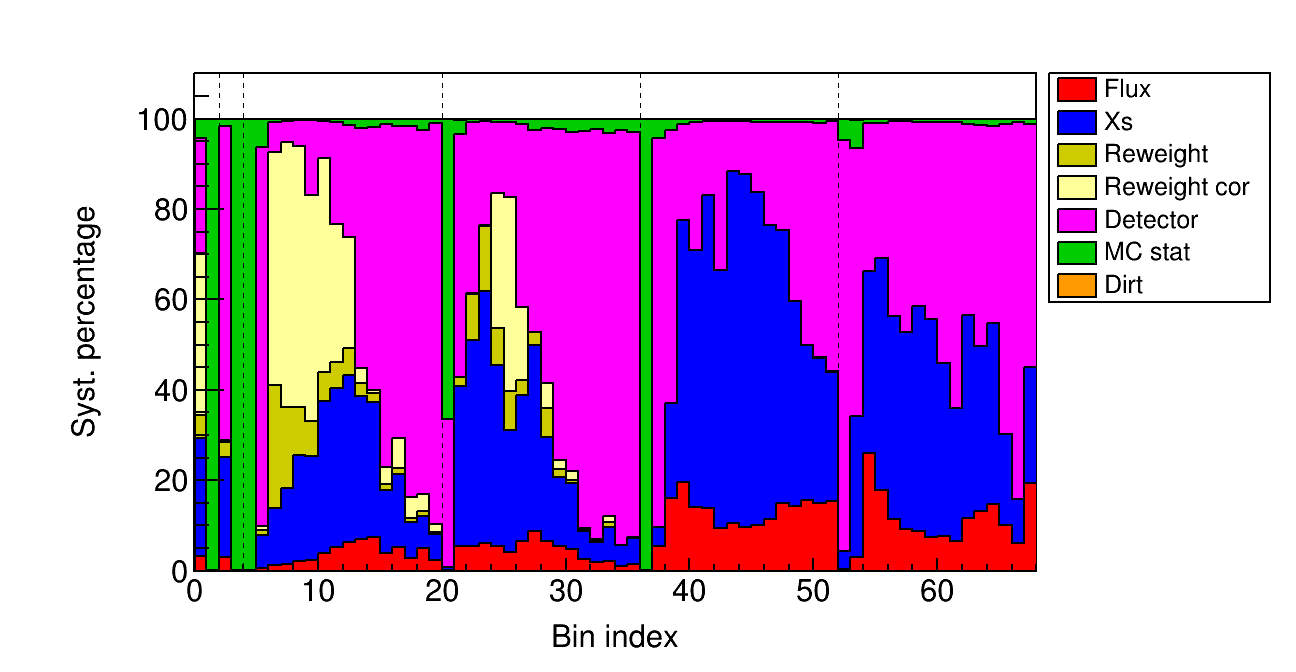 Syst. percentage
100
80
60
40
20
0
0 10 20 30 40 50 60
Bin index
Flux
Xs
Reweight
Reweight cor
Detector
MC stat
Dirt